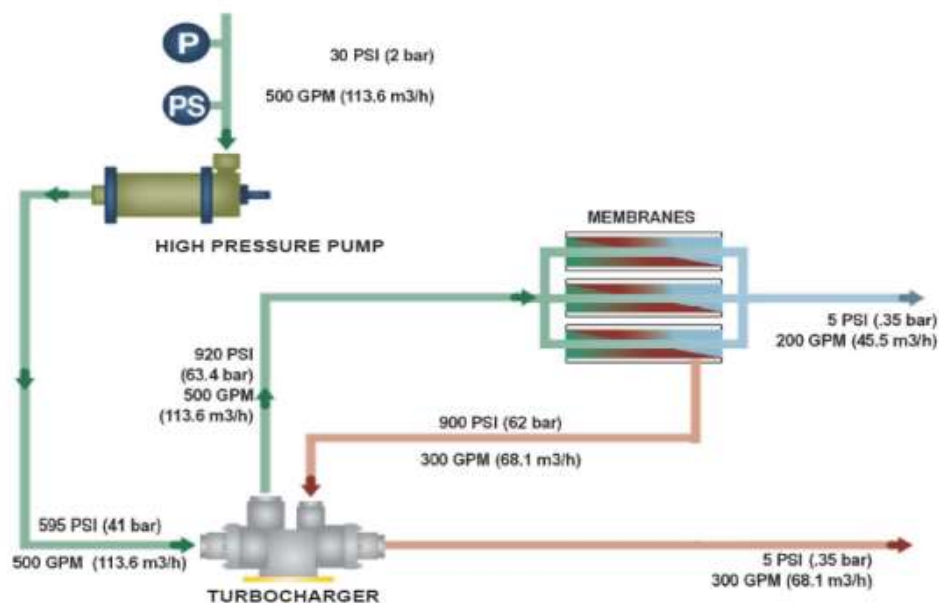 P
30 PSI (2 bar)
PS
500 GPM (113.6 m3/h)
HIGH PRESSURE PUMP
MEMBRANES
5 PSI (.35 bar)
200 GPM (45.5 m3/h)
920 PSI
(63.4 bar)
500 GPM
(113.6 m3/h)
900 PSI (62 bar)
300 GPM (68.1 m3/h)
595 PSI (41 bar)
500 GPM (113.6 m3/h)
5 PSI (.35 bar)
300 GPM (68.1 m3/h)
TURBOCHARGER